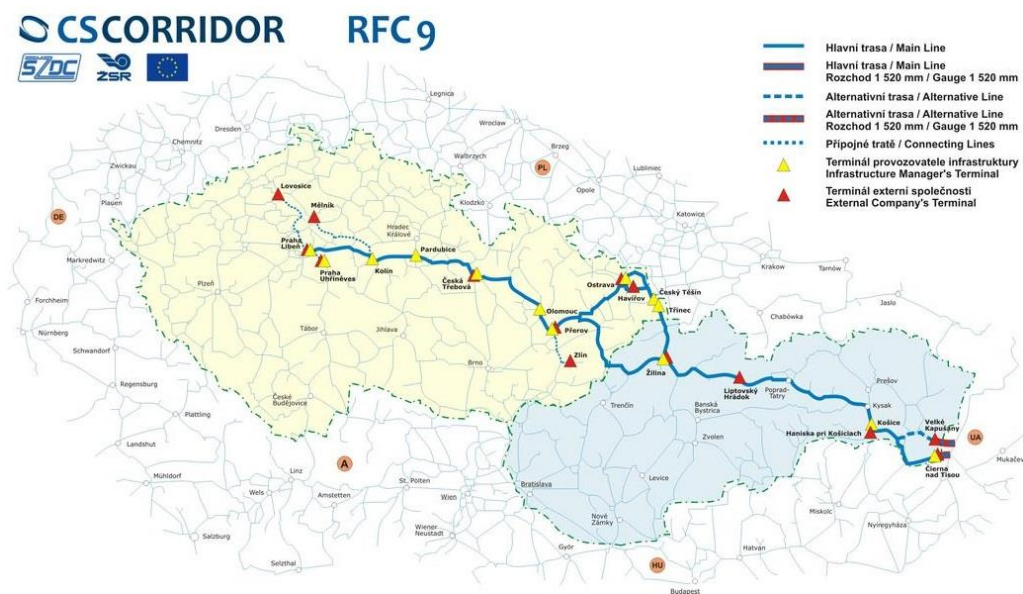 CSCORRIDOR RFC9
SŽDC
ŽSR
Hlavní trasa / Main Line
Hlavní trasa / Main Line
Rozchod 1 520 mm / Gauge 1 520 mm
Alternativní trasa / Alternative Line
Alternativní trasa / Alternative Line
Rozchod 1 520 mm / Gauge 1 520 mm
Přípojné tratě / Connecting Lines
Terminál provozovatele infrastruktury
Infrastructure Manager's Terminal
Terminál externí společnosti
External Company's Terminal
Legnica
Wroclaw
Dresden
Chemnitz
Brzeg
Zwickau
Walbrzych
PL
Lubliniec
Opole
Plauen
Lovosice
Mělník
Kłodzko
Katowice
DE
Hradec
Králové
Praha
Libeň
Pardubice
Markredwitz
Kolín
Praha
Uhříněves
Česká
Třebová
Krakow
Tarnów
Ostrava
Český Těšín
Havířov
Třinec
Plzeň
Forchheim
Olomouc
Jaslo
Chabówka
Nürnberg
Tábor
Jihlava
Přerov
Schwandorf
Zlín
Brno
Žilina
Regensburg
České
Budějovice
Liptovský
Hrádok
Poprad-
Tatry
Prešov
Trenčín
Banská
Bystrica
Kysak
Plattling
Košice
Veľké
Kapušany
Haniska pri Košiciach
UA
Landshut
Zvolen
Mukačev
A
Čierna
nad Tisou
Linz
Mühldorf
St. Polten
Levice
Wels
Amstetten
Wien
Bratislava
Miskolc
Nové
Zámky
Nyíregyháza
Salzburg
Wiener
Neustadt
Győr
Hatvan
Selzthal
HU
Budapest